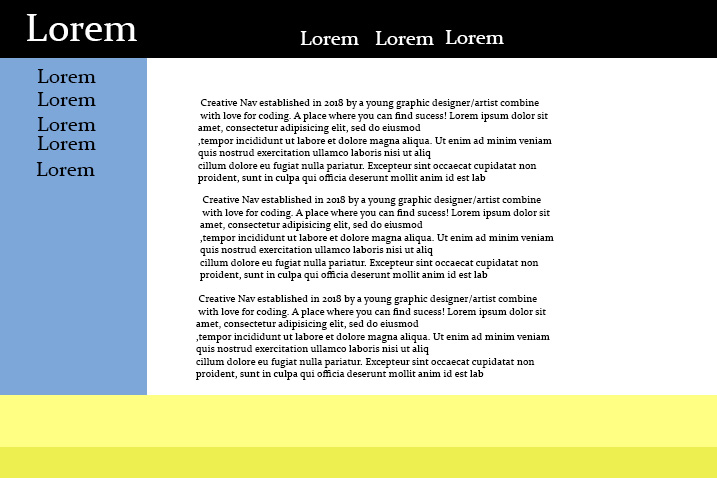 Lorem
Lorem Lorem Lorem
Lorem
Lorem
Lorem
Lorem
Lorem
Creative Nav established in 2018 by a young graphic designer/artist combine
with love for coding. A place where you can find sucess! Lorem ipsum dolor sit
amet, consectetur adipisicing elit, sed do eiusmod
,tempor incididunt ut labore et dolore magna aliqua. Ut enim ad minim veniam
quis nostrud exercitation ullamco laboris nisi ut aliq
cillum dolore eu fugiat nulla pariatur. Excepteur sint occaecat cupidatat non
proident, sunt in culpa qui officia deserunt mollit anim id est lab
Creative Nav established in 2018 by a young graphic designer/artist combine
with love for coding. A place where you can find sucess! Lorem ipsum dolor sit
amet, consectetur adipisicing elit, sed do eiusmod
,tempor incididunt ut labore et dolore magna aliqua. Ut enim ad minim veniam
quis nostrud exercitation ullamco laboris nisi ut aliq
cillum dolore eu fugiat nulla pariatur. Excepteur sint occaecat cupidatat non
proident, sunt in culpa qui officia deserunt mollit anim id est lab
Creative Nav established in 2018 by a young graphic designer/artist combine
with love for coding. A place where you can find sucess! Lorem ipsum dolor sit
amet, consectetur adipisicing elit, sed do eiusmod
,tempor incididunt ut labore et dolore magna aliqua. Ut enim ad minim veniam
quis nostrud exercitation ullamco laboris nisi ut aliq
cillum dolore eu fugiat nulla pariatur. Excepteur sint occaecat cupidatat non
proident, sunt in culpa qui officia deserunt mollit anim id est lab